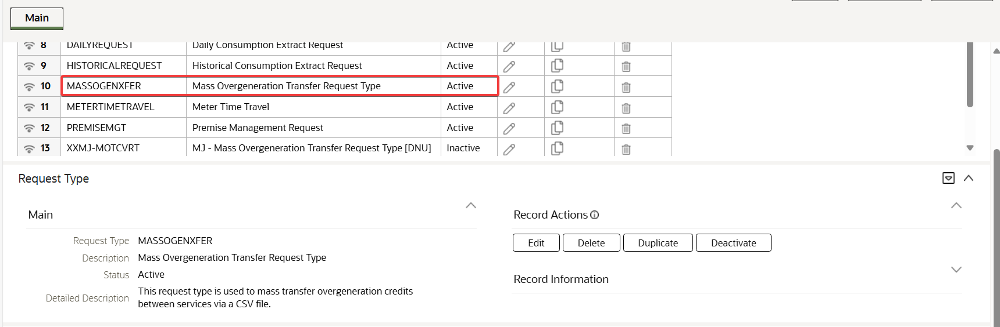 Main
8 DAILYREQUEST Daily Consumption Extract Request Active
9 HISTORICALREQUEST Historical Consumption Extract Request Active
10 MASSOGENXFER Mass Overgeneration Transfer Request Type Active
11 METERTIMETRAVEL Meter Time Travel Active
12 PREMISEMGT Premise Management Request Active
13 XXMJ-MOTCVRT MJ - Mass Overgeneration Transfer Request Type [DNU] Inactive
Request Type
Main
Request Type MASSOGENXFER
Description Mass Overgeneration Transfer Request Type
Status Active
Detailed Description This request type is used to mass transfer overgeneration credits
between services via a CSV file.
Record Actions
Edit Delete Duplicate Deactivate
Record Information